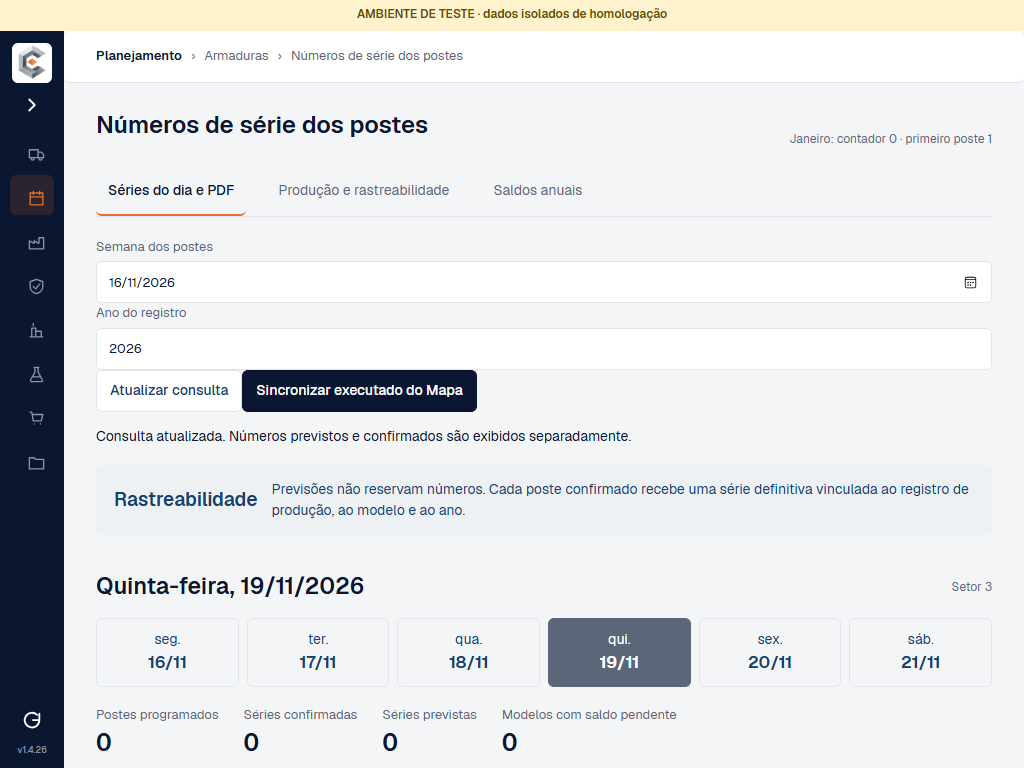 AMBIENTE DE TESTE · dados isolados de homologação
Planejamento › Armaduras › Números de série dos postes
Números de série dos postes
Janeiro: contador 0 · primeiro poste 1
Séries do dia e PDF Produção e rastreabilidade Saldos anuais
Semana dos postes
16/11/2026
Ano do registro
2026
Atualizar consulta Sincronizar executado do Mapa
Consulta atualizada. Números previstos e confirmados são exibidos separadamente.
Rastreabilidade
Previsões não reservam números. Cada poste confirmado recebe uma série definitiva vinculada ao registro de
produção, ao modelo e ao ano.
Quinta-feira, 19/11/2026
Setor 3
seg. ter. qua. qui. sex. sáb.
16/11 17/11 18/11 19/11 20/11 21/11
Postes programados Séries confirmadas Séries previstas Modelos com saldo pendente
0 0 0 0
v1.4.26